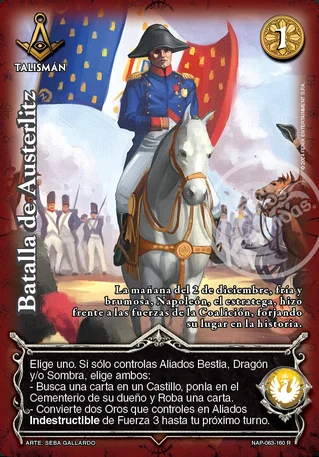 TALISMÁN
1
Batalla de Austerlitz
La mañana del 2 de diciembre, fría y
brumosa, Napoleón, el estratega, hizo
frente a las fuerzas de la Coalición, forjando
su lugar en la historia.
Elige uno. Si sólo controlas Aliados Bestia, Dragón
y/o Sombra, elige ambos:
- Busca una carta en un Castillo, ponla en el
Cementerio de su dueño y Roba una carta.
- Convierte dos Oros que controles en Aliados
Indestructible de Fuerza 3 hasta tu próximo turno.
ARTE: SEBA GALLARDO
NAP-063-160 R